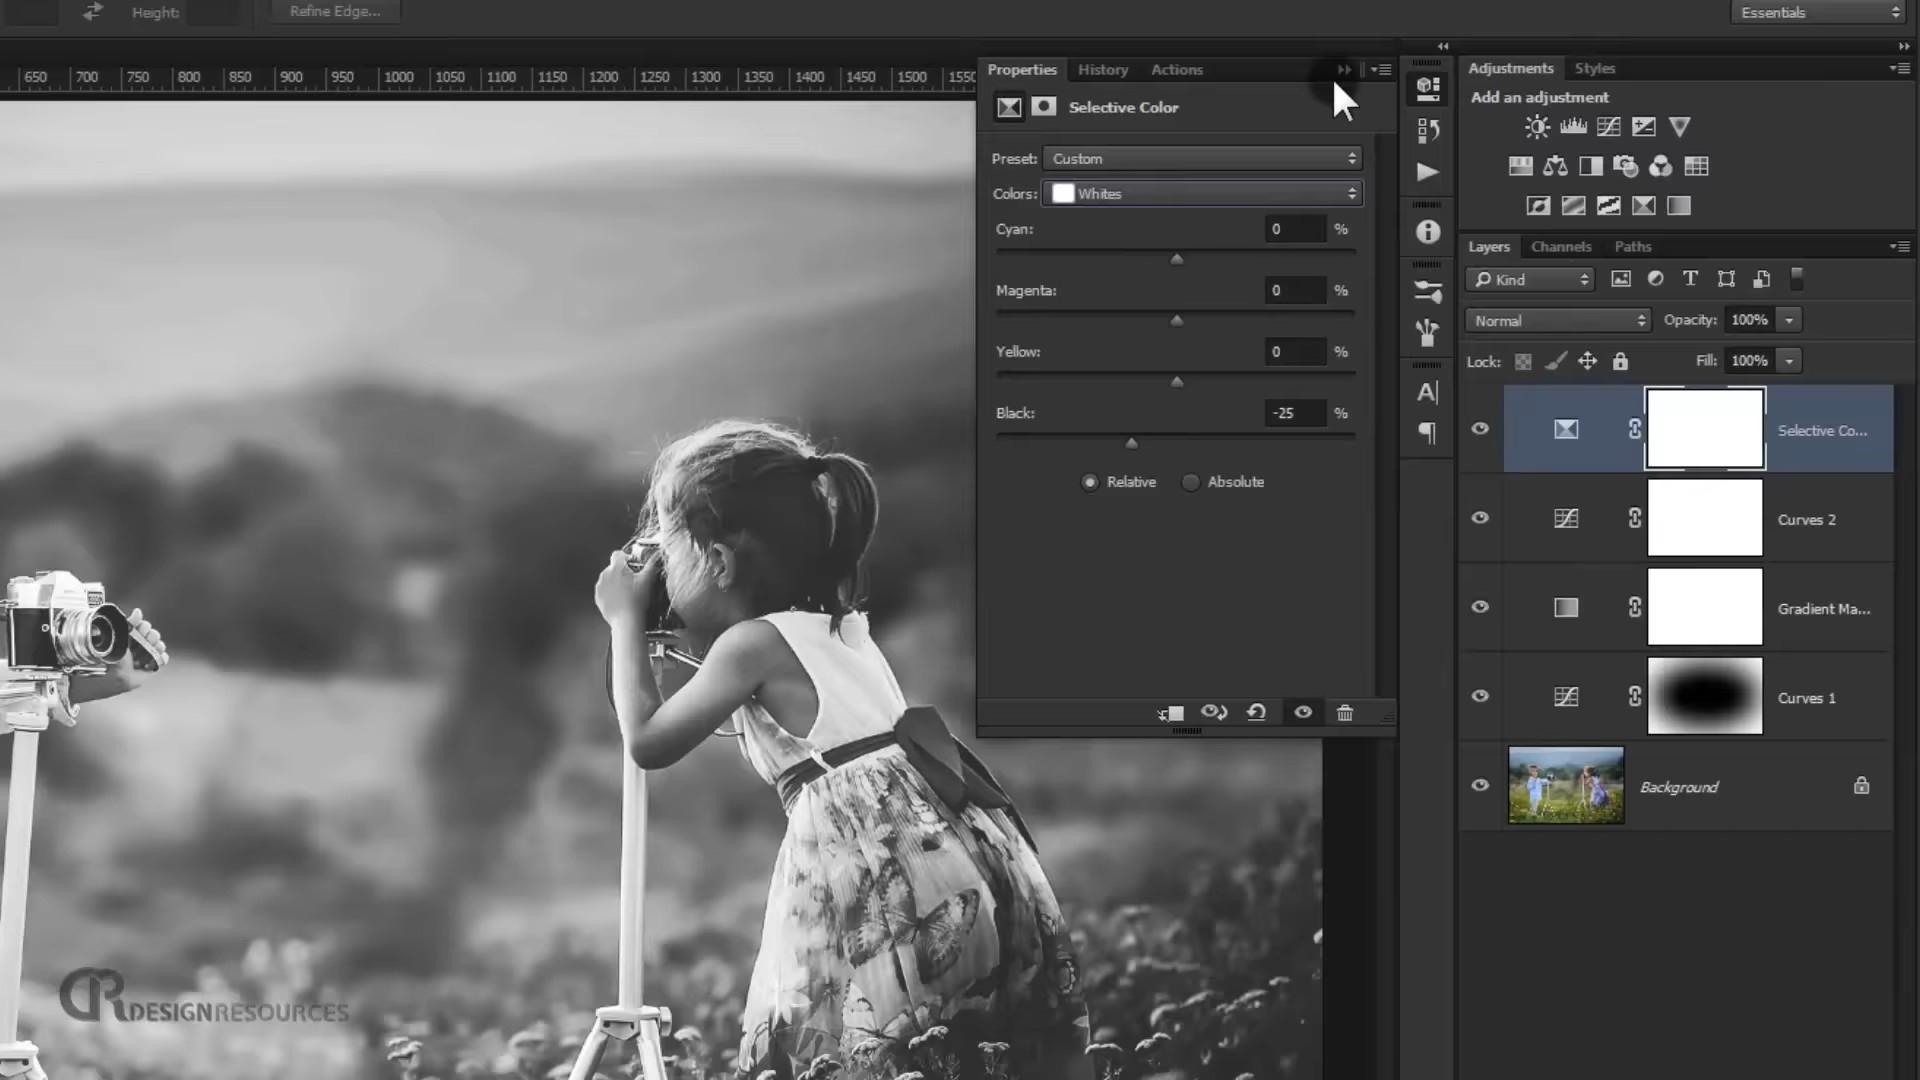 Height:
Refine Edge...
Essentials
650 700 750 800 850 900 950 1000 1050 1100 1150 1200 1250 1300 1350 1400 1450 1500 1550
Properties History Actions
Selective Color
Preset: Custom
Colors: Whites
Cyan: 0 %
Magenta: 0 %
Yellow: 0 %
Black: -25 %
Relative Absolute
Adjustments Styles
Add an adjustment
Layers Channels Paths
Kind
Normal Opacity: 100%
Lock: Fill: 100%
Selective Co...
Curves 2
Gradient Ma...
Curves 1
Background
DR DESIGNRESOURCES